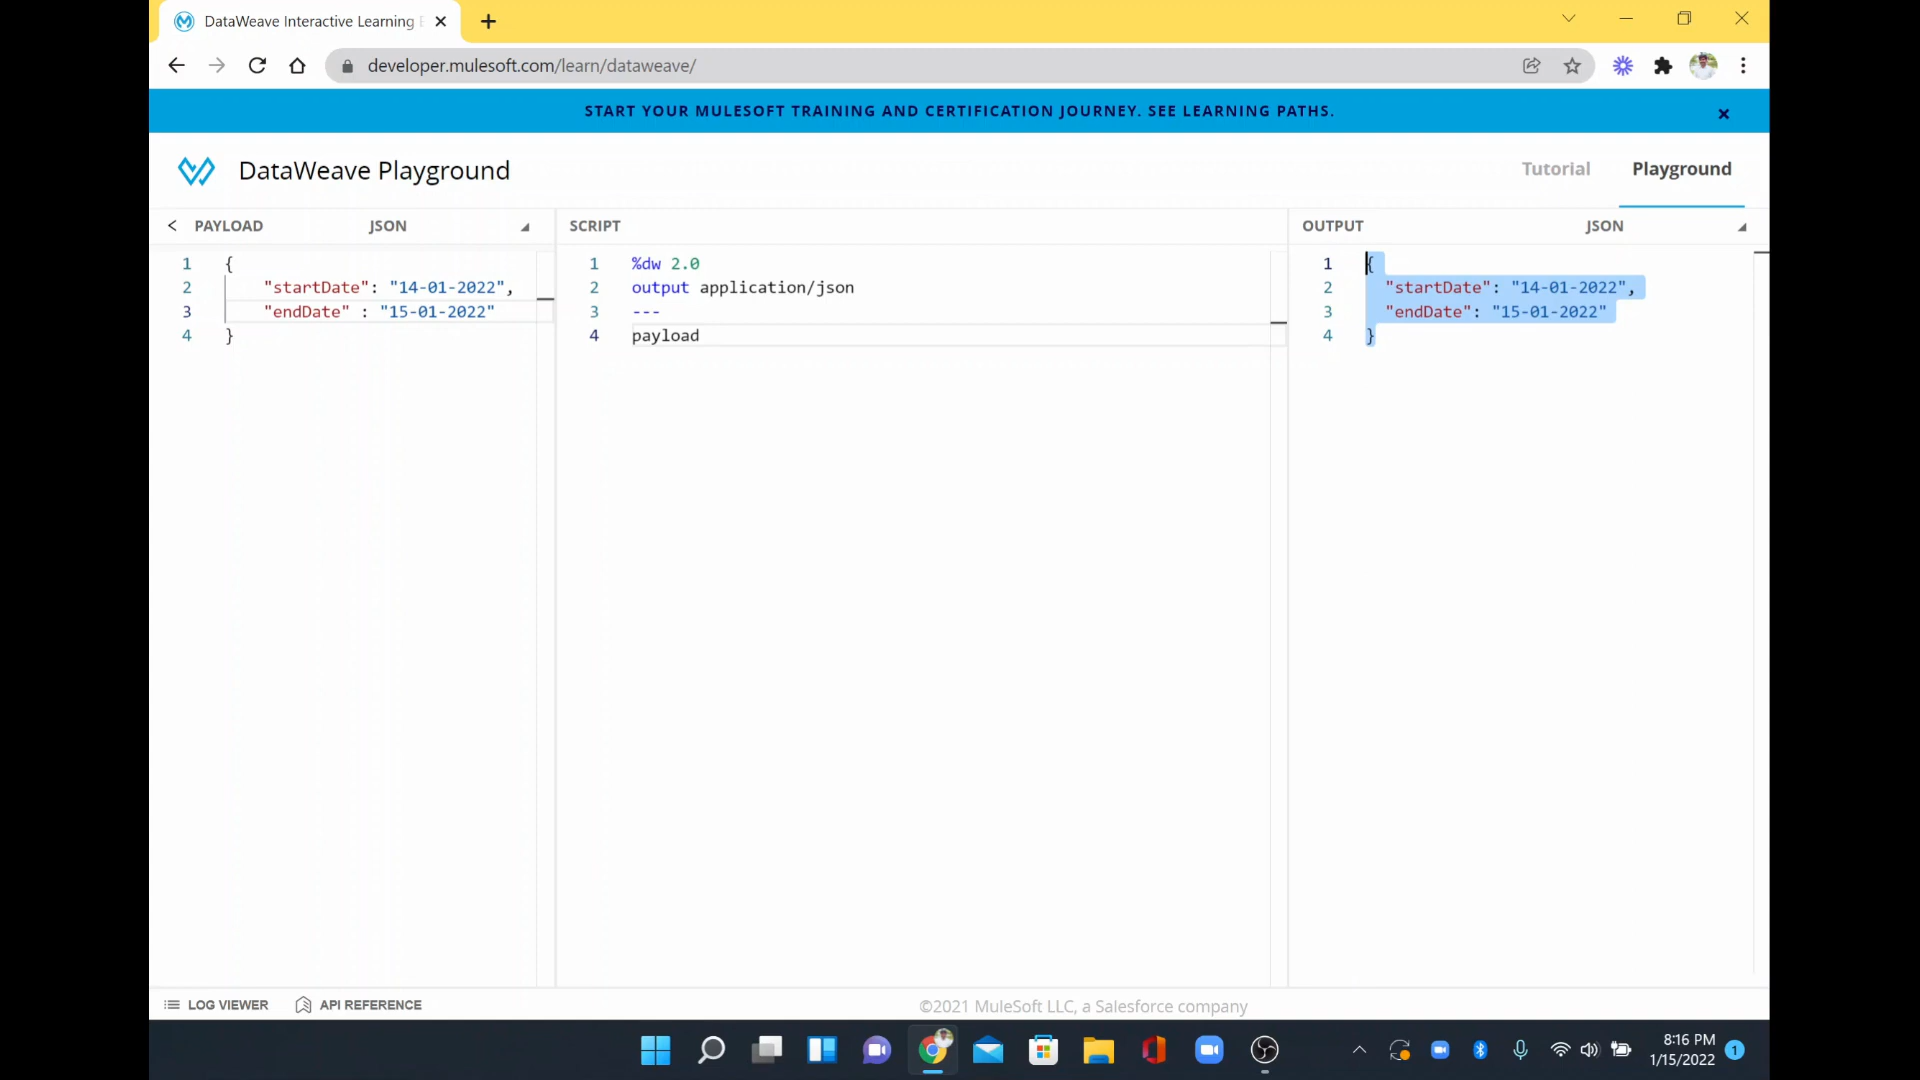 DataWeave Interactive Learning
developer.mulesoft.com/learn/dataweave/
START YOUR MULESOFT TRAINING AND CERTIFICATION JOURNEY. SEE LEARNING PATHS.
DataWeave Playground
Tutorial
Playground
PAYLOAD
JSON
1 {
2 "startDate": "14-01-2022",
3 "endDate" : "15-01-2022"
4 }
SCRIPT
1 %dw 2.0
2 output application/json
3 ---
4 payload
OUTPUT
JSON
1 {
2 "startDate": "14-01-2022",
3 "endDate": "15-01-2022"
4 }
LOG VIEWER
API REFERENCE
©2021 MuleSoft LLC, a Salesforce company
8:16 PM
1/15/2022
1